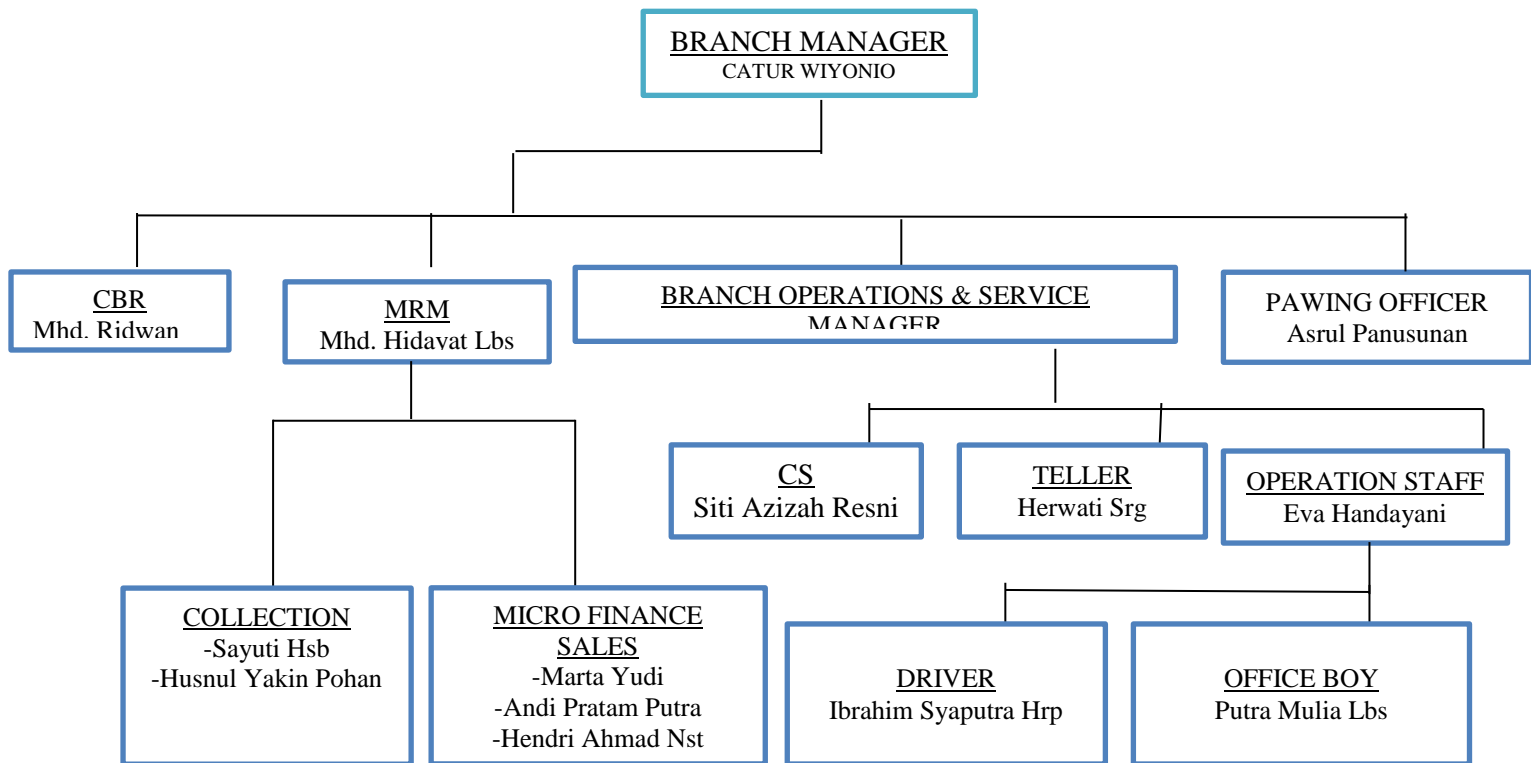 BRANCH MANAGER
CATUR WIYONIO
CBR
Mhd. Ridwan
MRM
Mhd. Hidayat Lbs
BRANCH OPERATIONS & SERVICE
MANAGER
PAWING OFFICER
Asrul Panusunan
CS
Siti Azizah Resni
TELLER
Herwati Srg
OPERATION STAFF
Eva Handayani
COLLECTION
-Sayuti Hsb
-Husnul Yakin Pohan
MICRO FINANCE
SALES
-Marta Yudi
-Andi Pratam Putra
-Hendri Ahmad Nst
DRIVER
Ibrahim Syaputra Hrp
OFFICE BOY
Putra Mulia Lbs